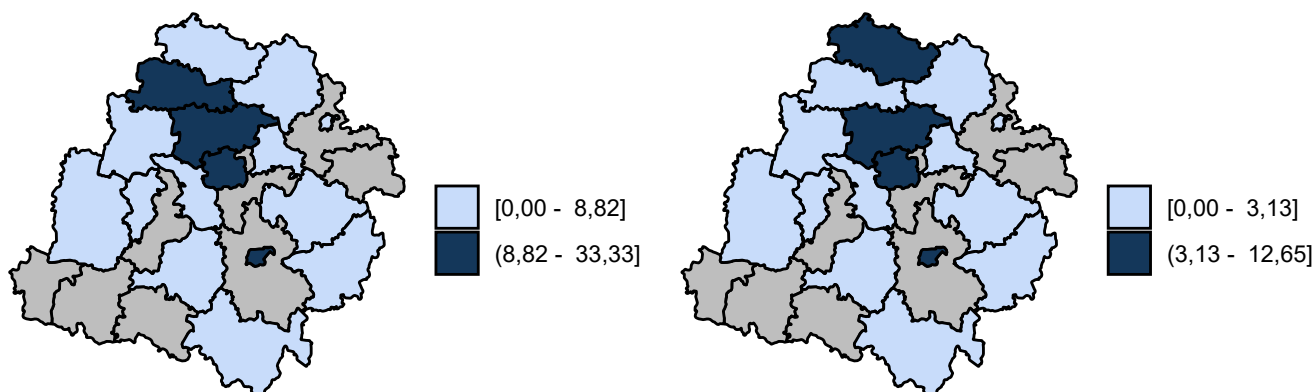 [0,00 - 8,82]
(8,82 - 33,33]
[0,00 - 3,13]
(3,13 - 12,65]